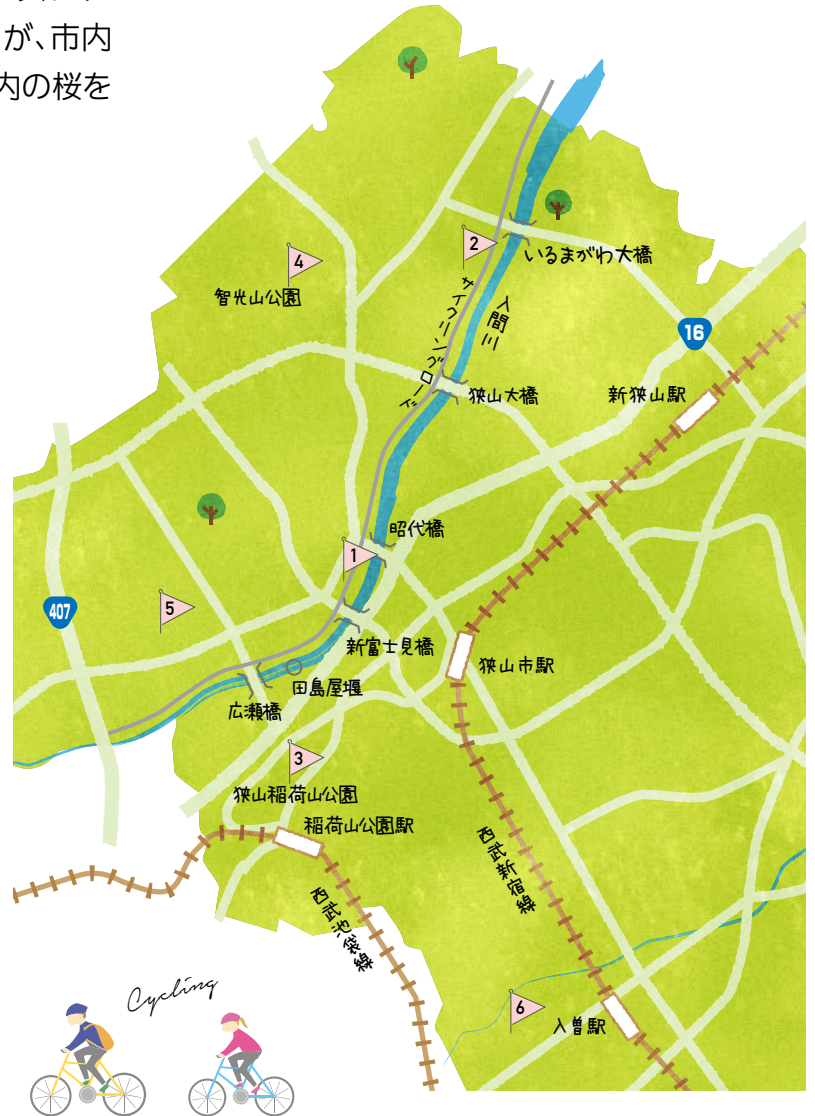 が、市内
内の桜を
2
いるまがわ大橋
4
智光山公園
サイクリングロード
入間川
16
狭山大橋
新狭山駅
昭代橋
1
5
407
新富士見橋
狭山市駅
田島屋堰
広瀬橋
3
狭山稲荷山公園
稲荷山公園駅
西武新宿線
西武池袋線
Cycling
6
入曽駅